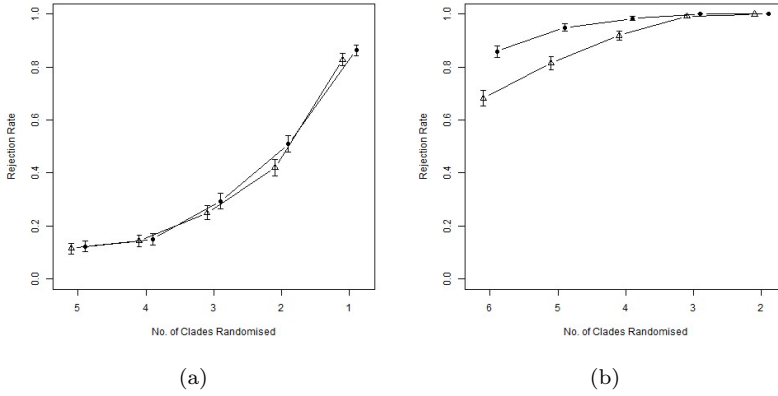 1.0
0.8
0.6
0.4
0.2
0.0
Rejection Rate
5 4 3 2 1
No. of Clades Randomised
(a)
1.0
0.8
0.6
0.4
0.2
0.0
Rejection Rate
6 5 4 3 2
No. of Clades Randomised
(b)